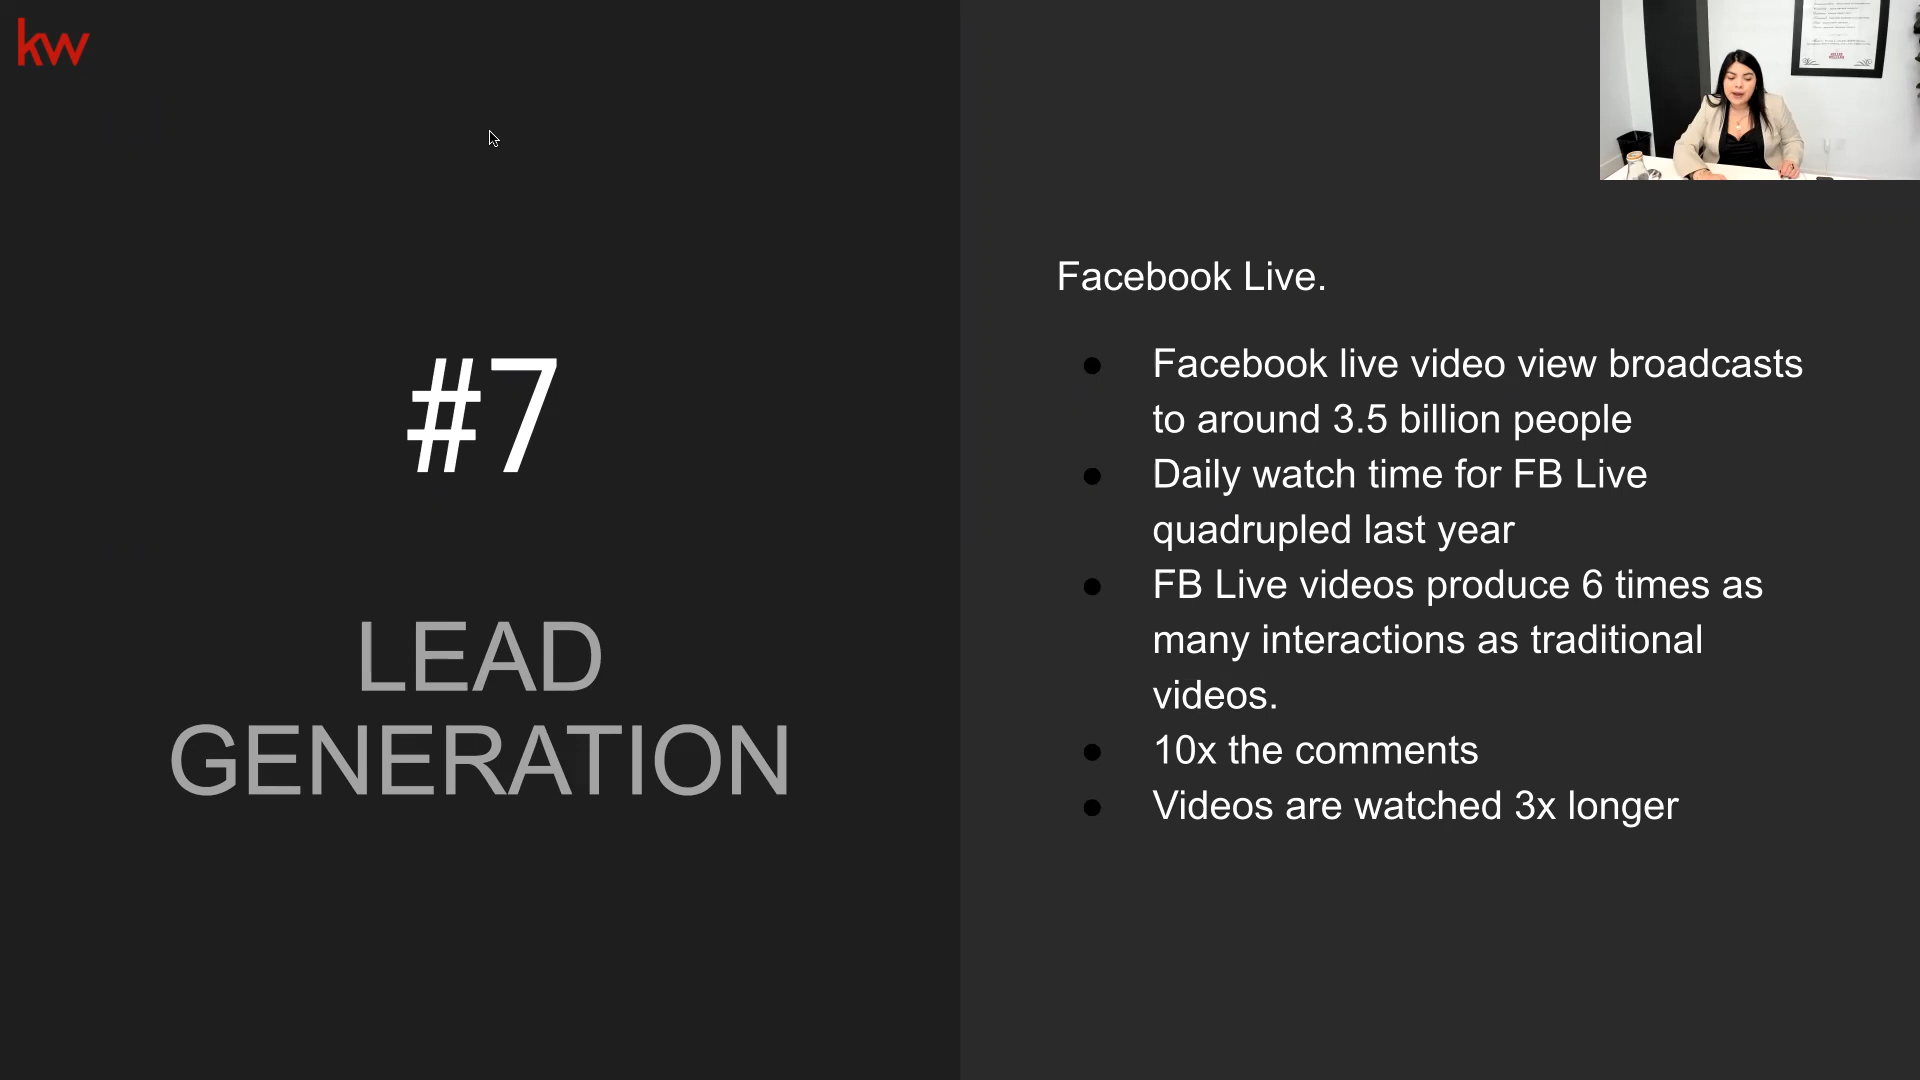 kw
#7
LEAD
GENERATION
Facebook Live.
● Facebook live video view broadcasts
to around 3.5 billion people
● Daily watch time for FB Live
quadrupled last year
● FB Live videos produce 6 times as
many interactions as traditional
videos.
● 10x the comments
● Videos are watched 3x longer